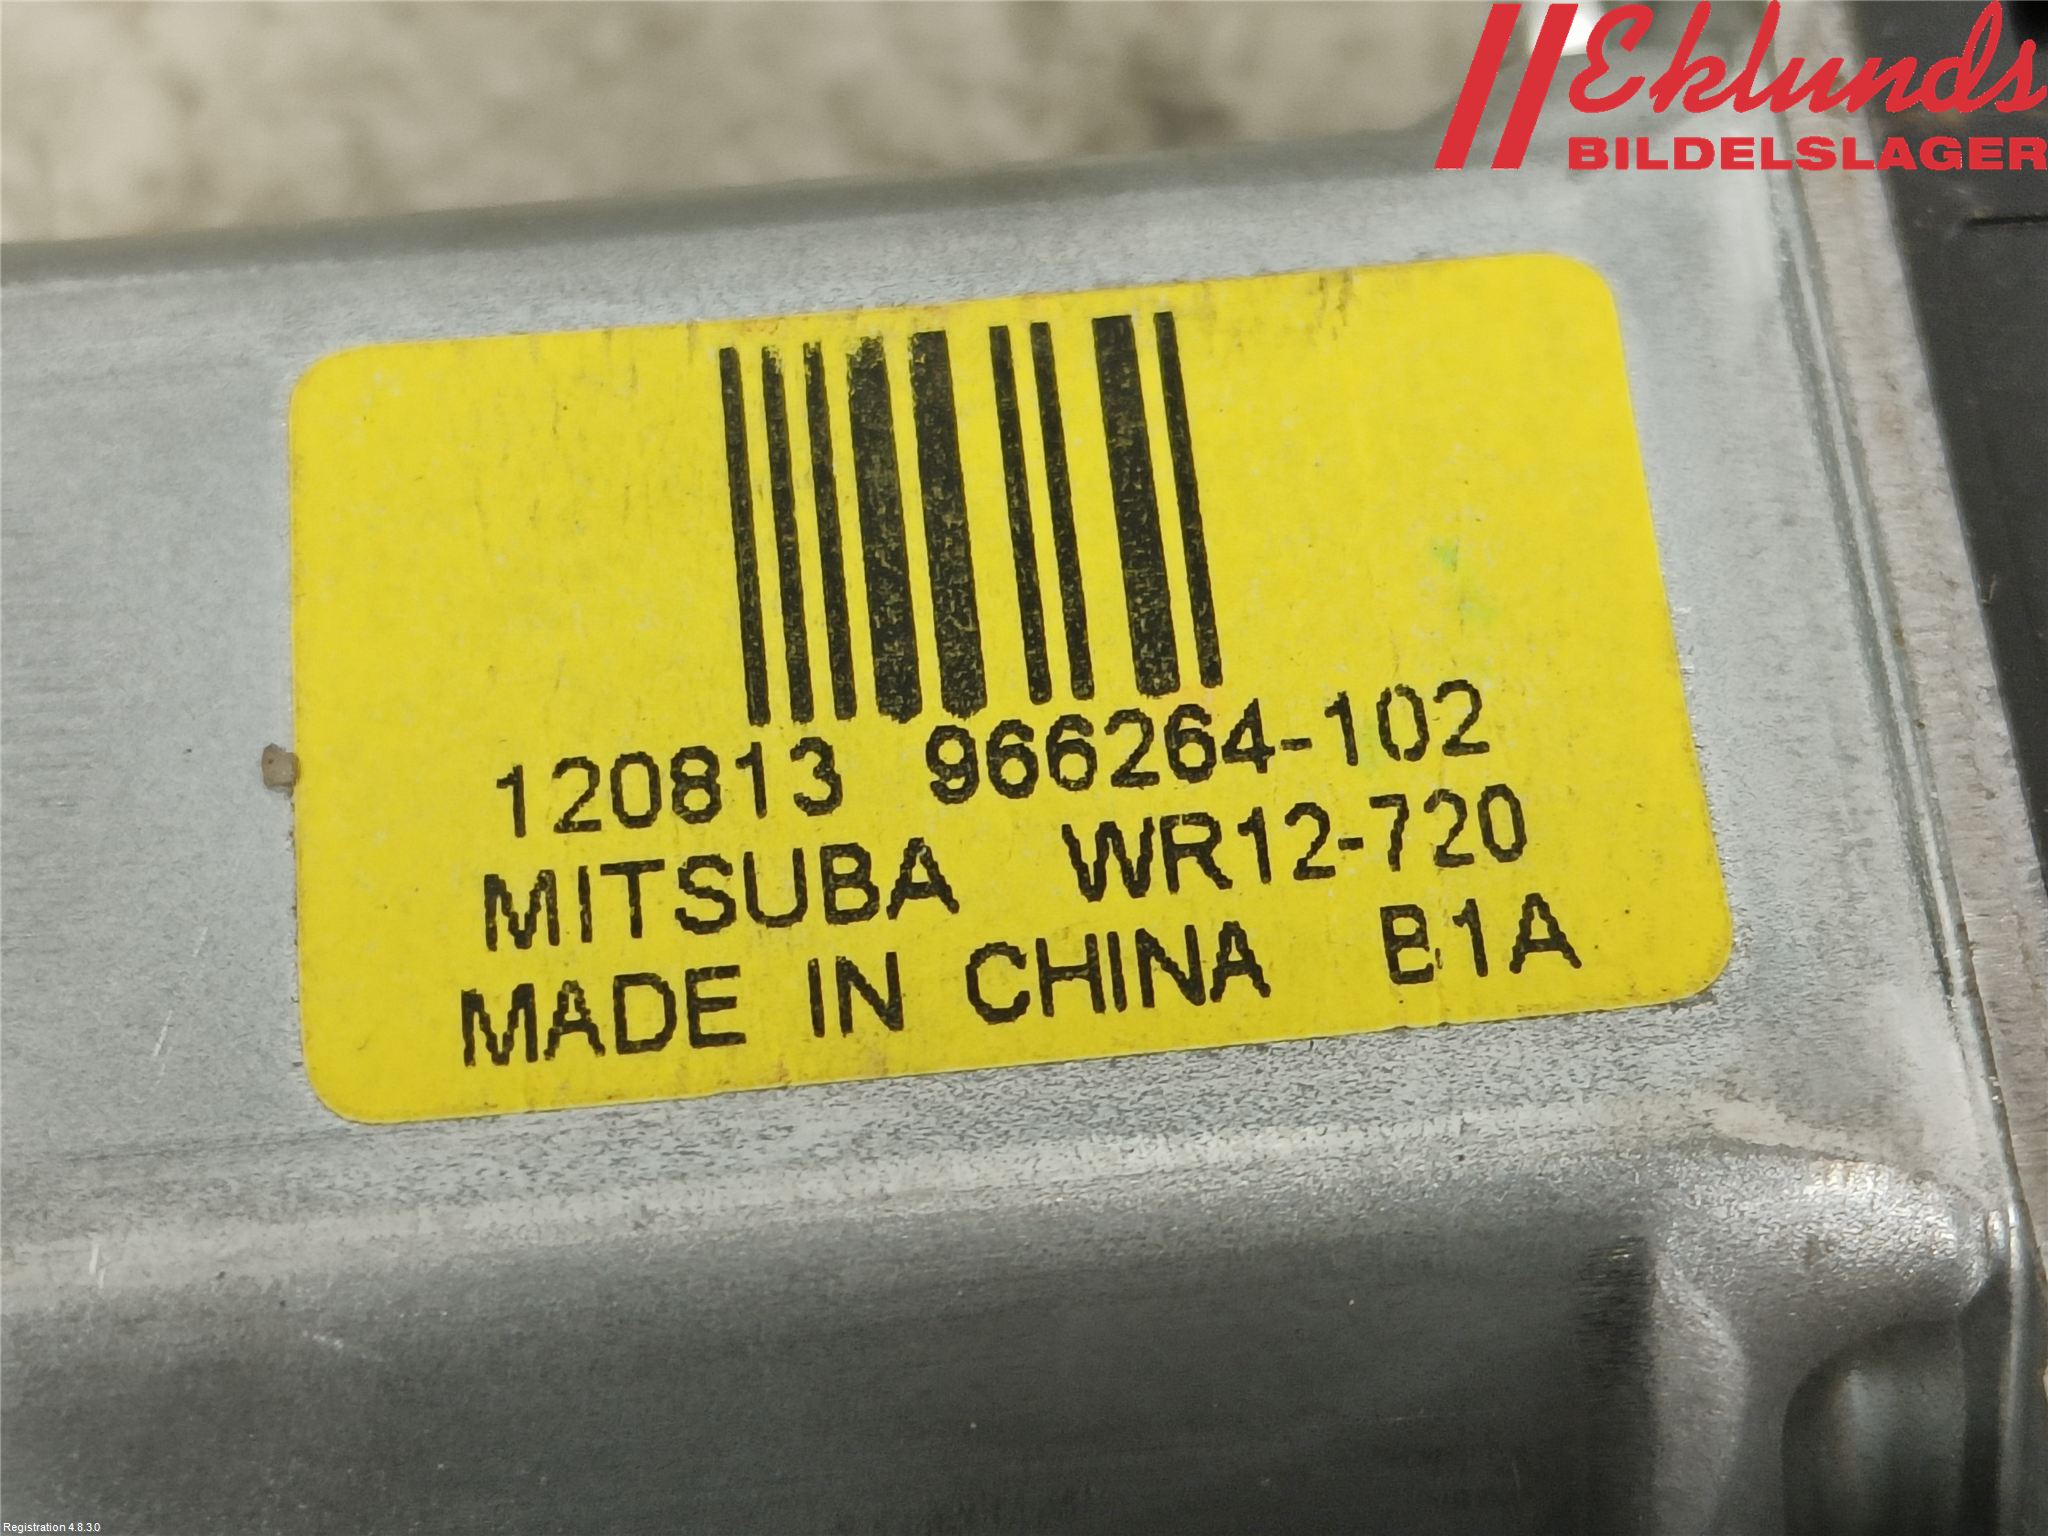 Eklunds
BILDELSLAGER
120813 966264-102
MITSUBA WR12-720
MADE IN CHINA B1A
Registration 4.8.3.0